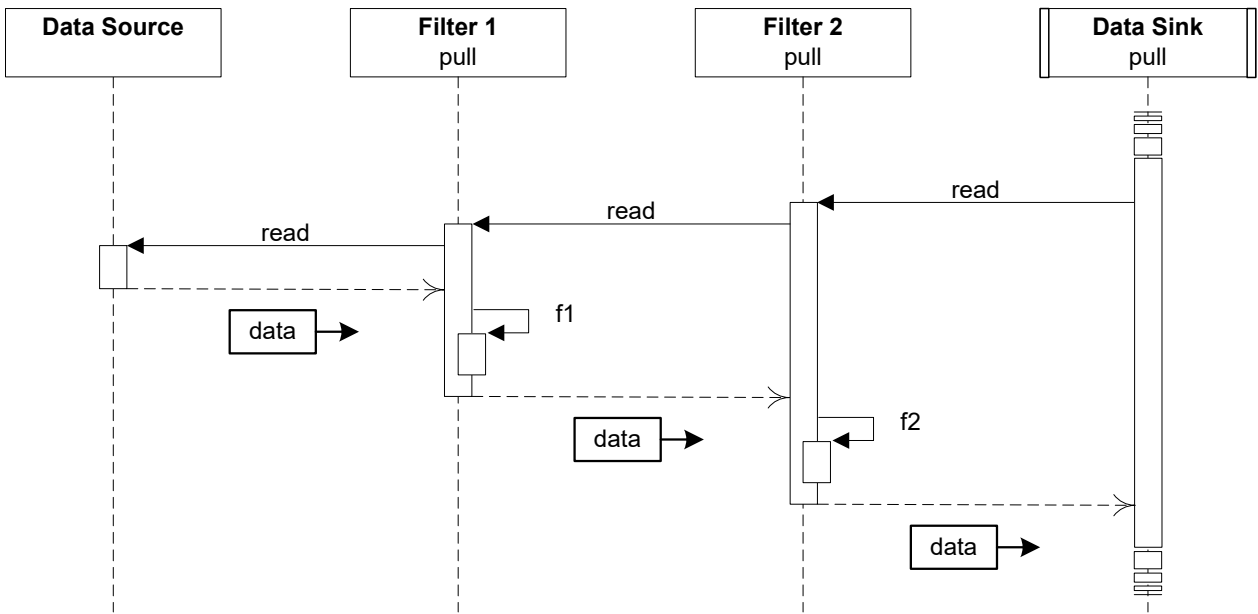 Data Source
Filter 1
pull
Filter 2
pull
Data Sink
pull
read
read
read
f1
data
f2
data
data